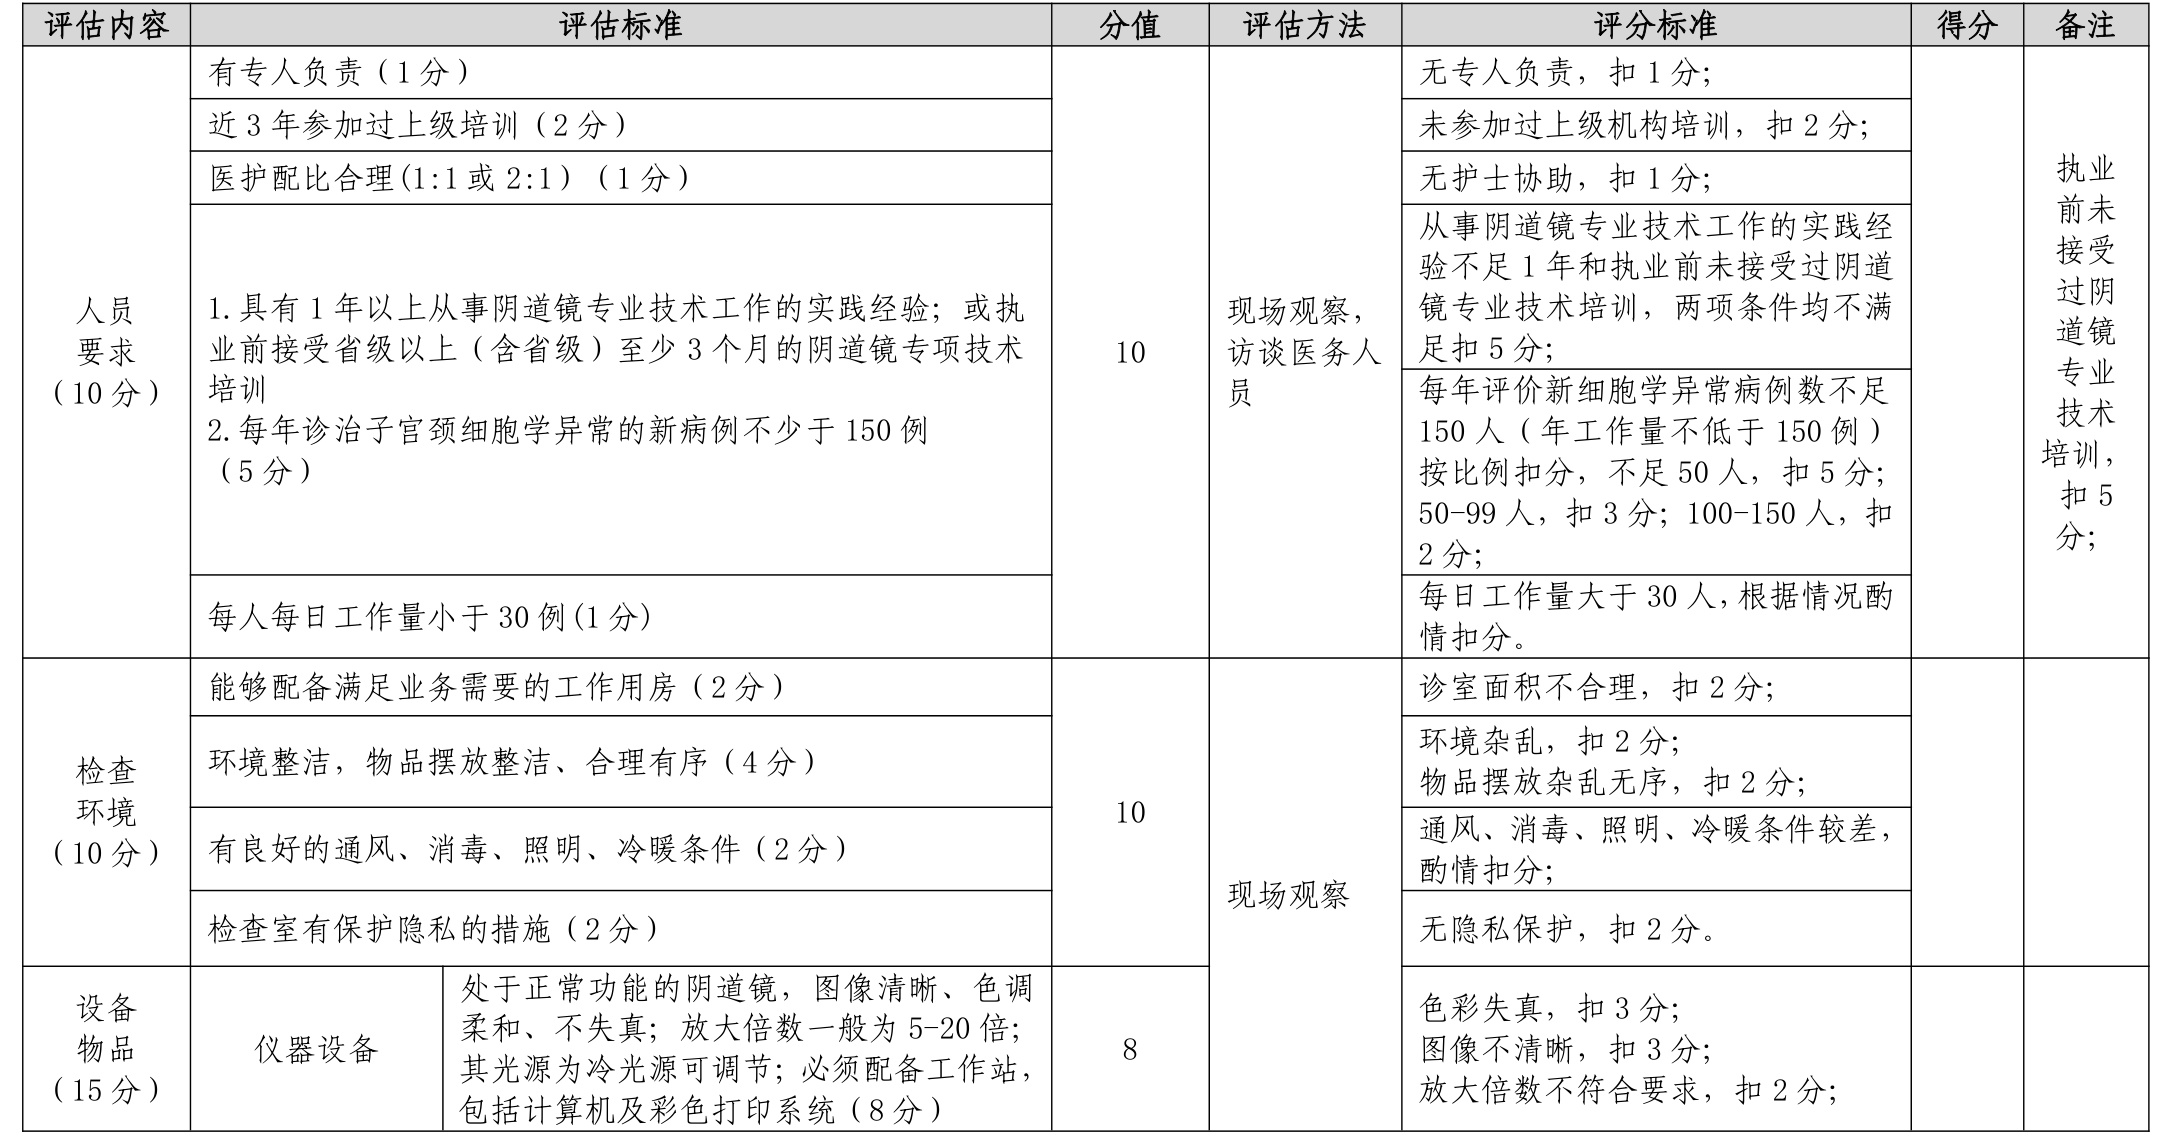 评估内容 评估标准 分值 评估方法 评分标准 得分 备注
人员
要求
（10分）
有专人负责（1分）
近3年参加过上级培训（2分）
医护配比合理(1:1或2:1）（1分）
1.具有1年以上从事阴道镜专业技术工作的实践经验；或执
业前接受省级以上（含省级）至少3个月的阴道镜专项技术
培训
2.每年诊治子宫颈细胞学异常的新病例不少于150例
（5分）
每人每日工作量小于30例(1分)
10
现场观察，
访谈医务人
员
无专人负责，扣1分；
未参加过上级机构培训，扣2分；
无护士协助，扣1分；
从事阴道镜专业技术工作的实践经
验不足1年和执业前未接受过阴道
镜专业技术培训，两项条件均不满
足扣5分；
每年评价新细胞学异常病例数不足
150人（年工作量不低于150例）
按比例扣分，不足50人，扣5分；
50-99人，扣3分；100-150人，扣
2分；
每日工作量大于30人,根据情况酌
情扣分。
执业
前未
接受
过阴
道镜
专业
技术
培训，
扣5
分；
检查
环境
（10分）
能够配备满足业务需要的工作用房（2分）
环境整洁，物品摆放整洁、合理有序（4分）
有良好的通风、消毒、照明、冷暖条件（2分）
检查室有保护隐私的措施（2分）
10
现场观察
诊室面积不合理，扣2分；
环境杂乱，扣2分；
物品摆放杂乱无序，扣2分；
通风、消毒、照明、冷暖条件较差，
酌情扣分；
无隐私保护，扣2分。
设备
物品
（15分）
仪器设备
处于正常功能的阴道镜，图像清晰、色调
柔和、不失真；放大倍数一般为5-20倍；
其光源为冷光源可调节；必须配备工作站，
包括计算机及彩色打印系统（8分）
8
色彩失真，扣3分；
图像不清晰，扣3分；
放大倍数不符合要求，扣2分；